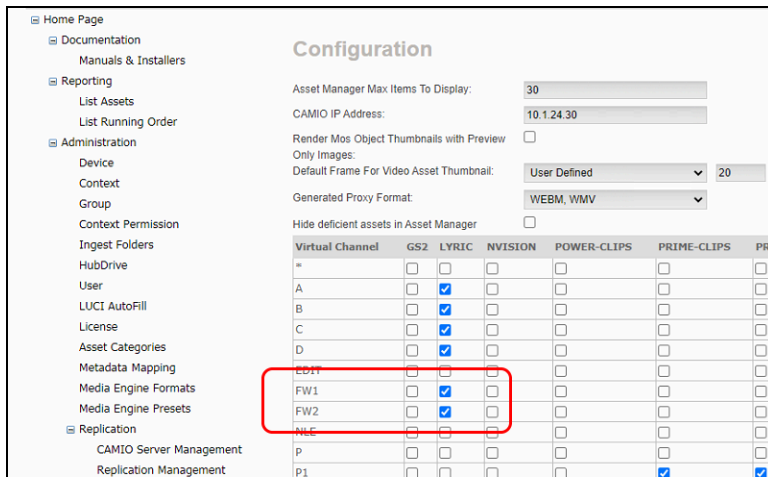 Home Page
Documentation
Manuals & Installers
Reporting
List Assets
List Running Order
Administration
Device
Context
Group
Context Permission
Ingest Folders
HubDrive
User
LUCI AutoFill
License
Asset Categories
Metadata Mapping
Media Engine Formats
Media Engine Presets
Replication
CAMIO Server Management
Replication Management
Configuration
Asset Manager Max Items To Display: 30
CAMIO IP Address: 10.1.24.30
Render Mos Object Thumbnails with Preview
Only Images:
Default Frame For Video Asset Thumbnail: User Defined 20
Generated Proxy Format: WEBM, WMV
Hide deficient assets in Asset Manager
Virtual Channel GS2 LYRIC NVISION POWER-CLIPS PRIME-CLIPS PR
*
A
B
C
D
EDIT
FW1
FW2
NLE
P
P1